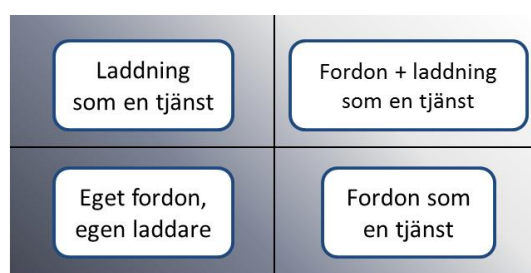 Laddning
som en tjänst
Fordon + laddning
som en tjänst
Eget fordon,
egen laddare
Fordon som
en tjänst